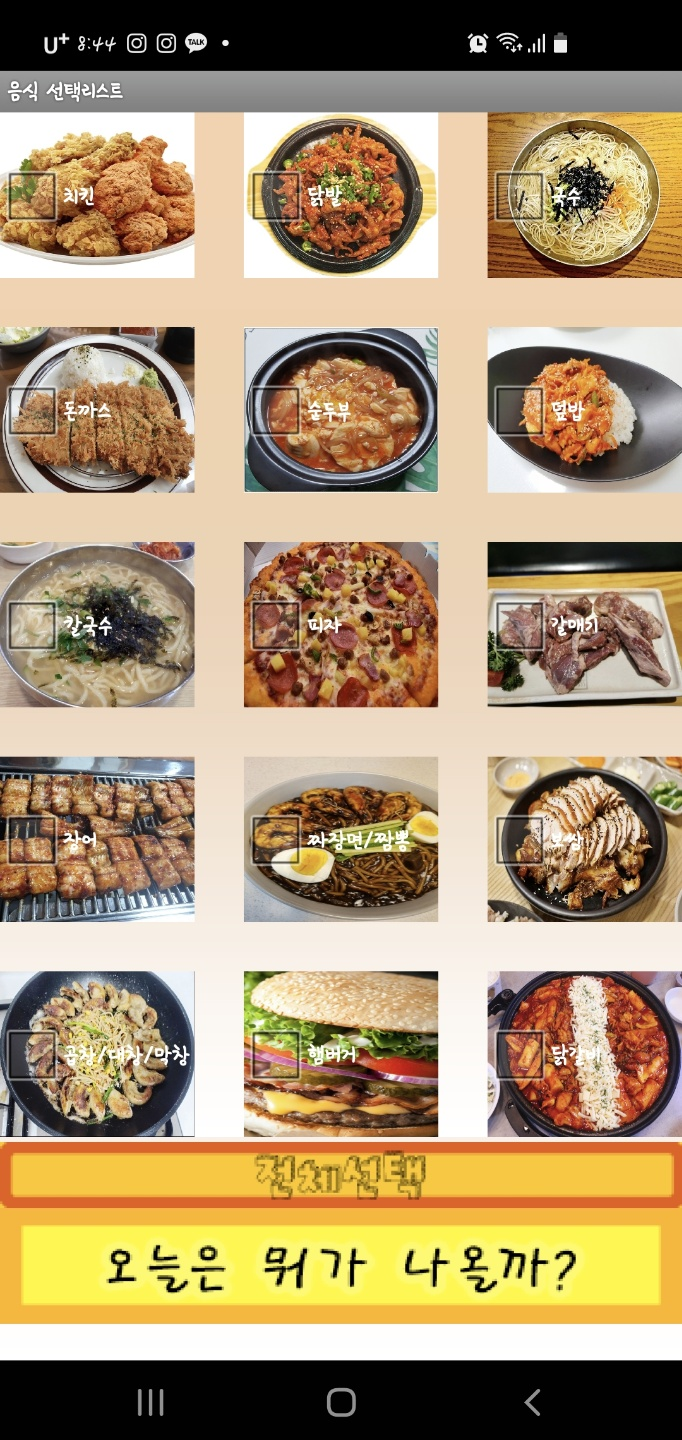 U+ 8:44 TALK
음식 선택리스트
치킨 닭발 국수
돈까스 순두부 덮밥
칼국수 피자 갈매기
장어 짜장면/짬뽕 보쌈
곱창/대창/막창 햄버거 닭갈비
전체선택
오늘은 뭐가 나올까?